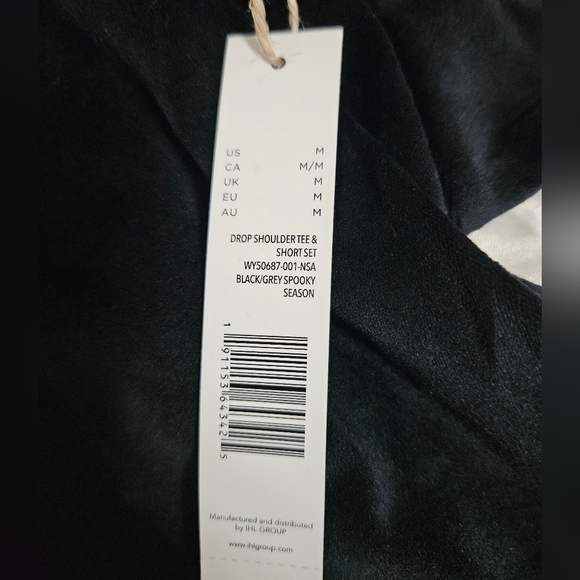 US M
CA M/M
UK M
EU M
AU M
DROP SHOULDER TEE &
SHORT SET
WY50687-001-NSA
BLACK/GREY SPOOKY
SEASON
1 91153 64342 5
Manufactured and distributed
by IHL GROUP
www.ihlgroup.com